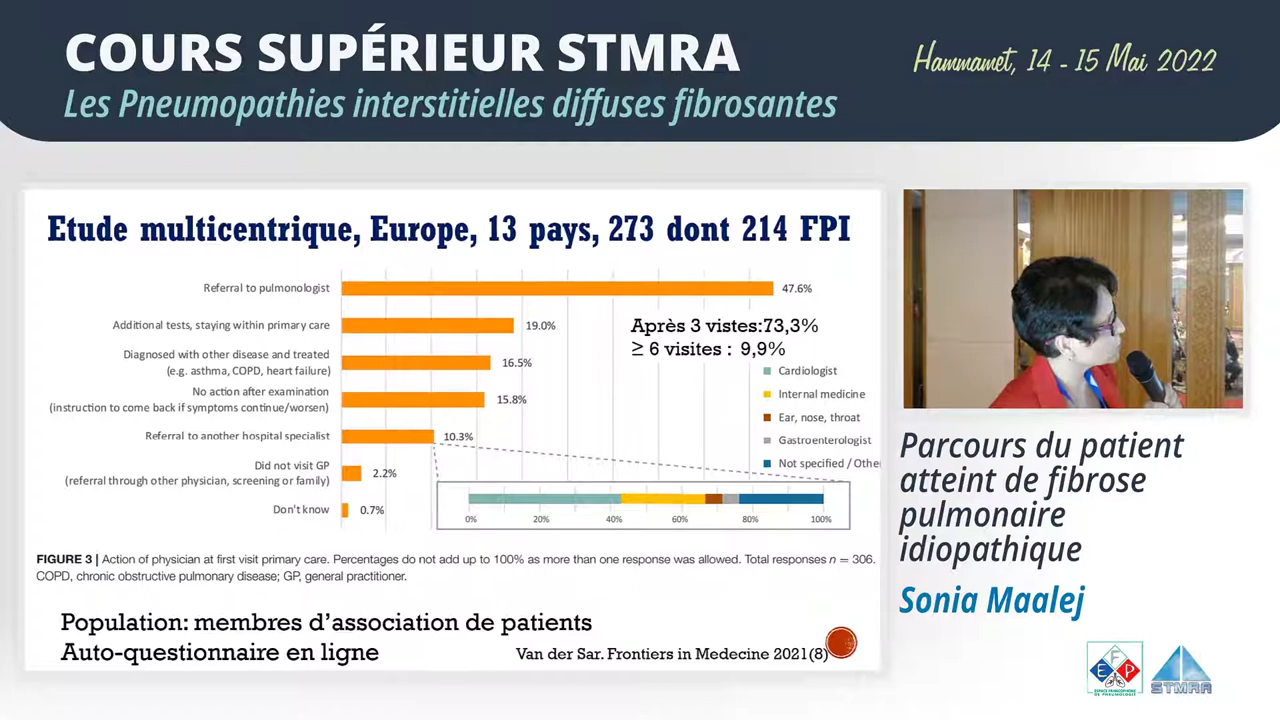 COURS SUPÉRIEUR STMRA
Les Pneumopathies interstitielles diffuses fibrosantes
Hammamet, 14 - 15 Mai 2022
Etude multicentrique, Europe, 13 pays, 273 dont 214 FPI
Referral to pulmonologist
47.6%
Additional tests, staying within primary care
19.0%
Diagnosed with other disease and treated
(e.g. asthma, COPD, heart failure)
16.5%
No action after examination
(instruction to come back if symptoms continue/worsen)
15.8%
Referral to another hospital specialist
10.3%
Did not visit GP
(referral through other physician, screening or family)
2.2%
Don't know
0.7%
Après 3 vistes:73,3%
≥ 6 visites : 9,9%
Cardiologist
Internal medicine
Ear, nose, throat
Gastroenterologist
Not specified / Other
0% 20% 40% 60% 80% 100%
FIGURE 3 | Action of physician at first visit primary care. Percentages do not add up to 100% as more than one response was allowed. Total responses n = 306.
COPD, chronic obstructive pulmonary disease; GP, general practitioner.
Population: membres d'association de patients
Auto-questionnaire en ligne
Van der Sar. Frontiers in Medecine 2021(8)
Parcours du patient
atteint de fibrose
pulmonaire
idiopathique
Sonia Maalej
E F P
ESPACE FRANCOPHONE
DE PNEUMOLOGIE
STMRA